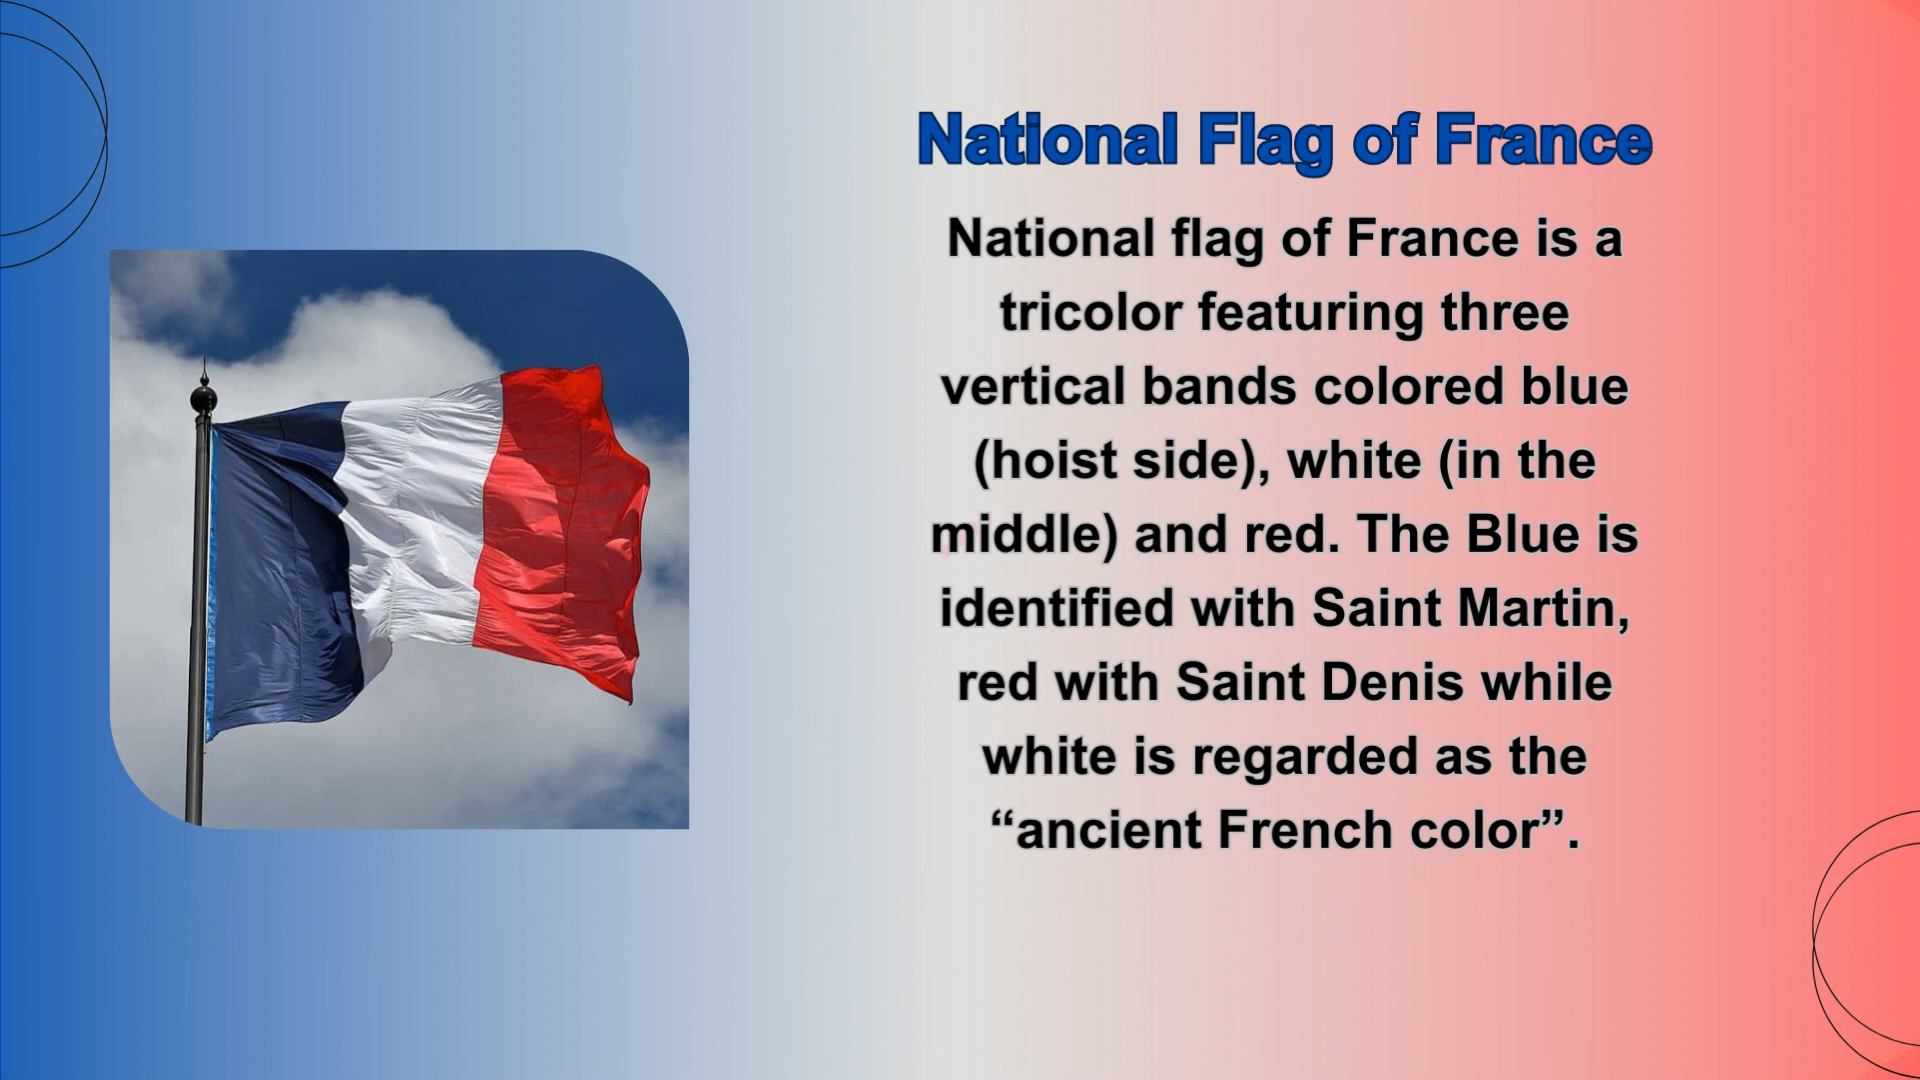 National Flag of France
National flag of France is a
tricolor featuring three
vertical bands colored blue
(hoist side), white (in the
middle) and red. The Blue is
identified with Saint Martin,
red with Saint Denis while
white is regarded as the
“ancient French color”.